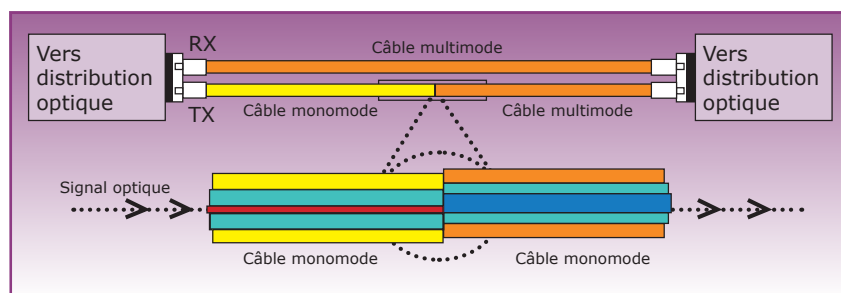 Vers
distribution
optique
RX
Câble multimode
TX
Câble monomode
Câble multimode
Vers
distribution
optique
Signal optique
Câble monomode
Câble monomode